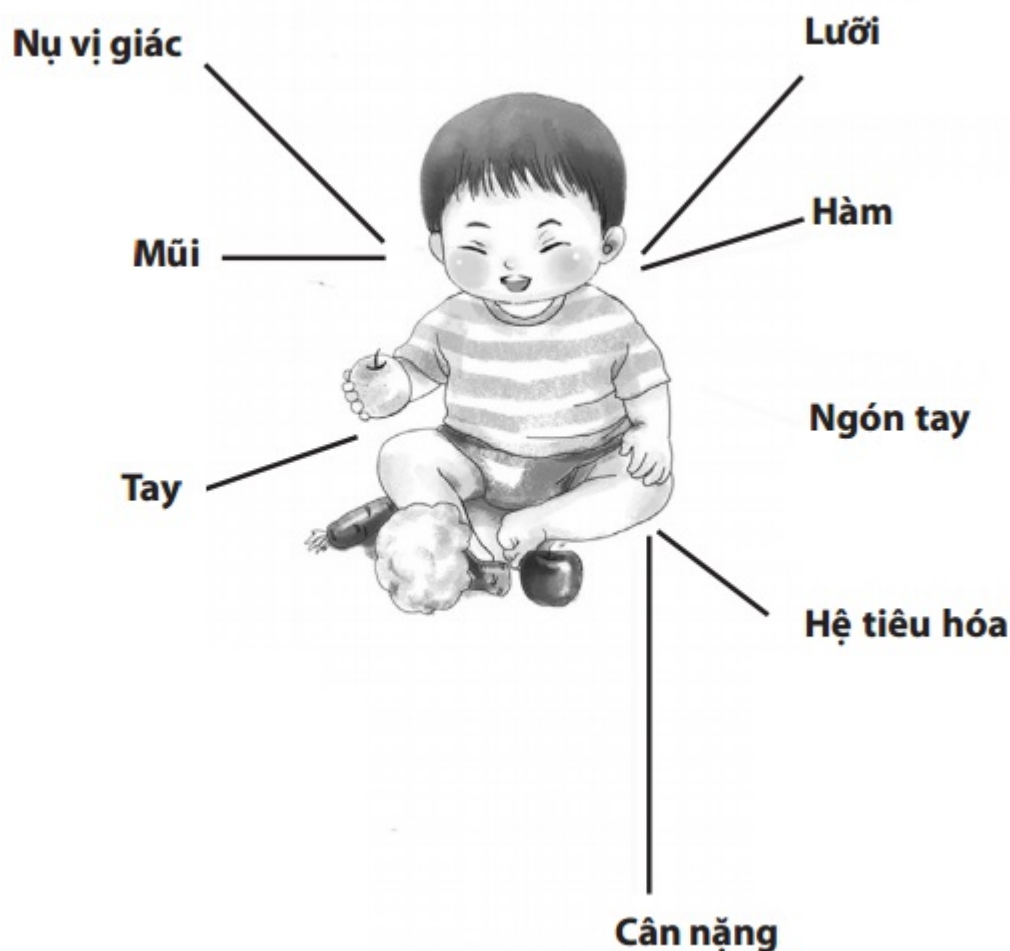 Nụ vị giác
Lưỡi
Hàm
Mũi
Ngón tay
Tay
Hệ tiêu hóa
Cân nặng